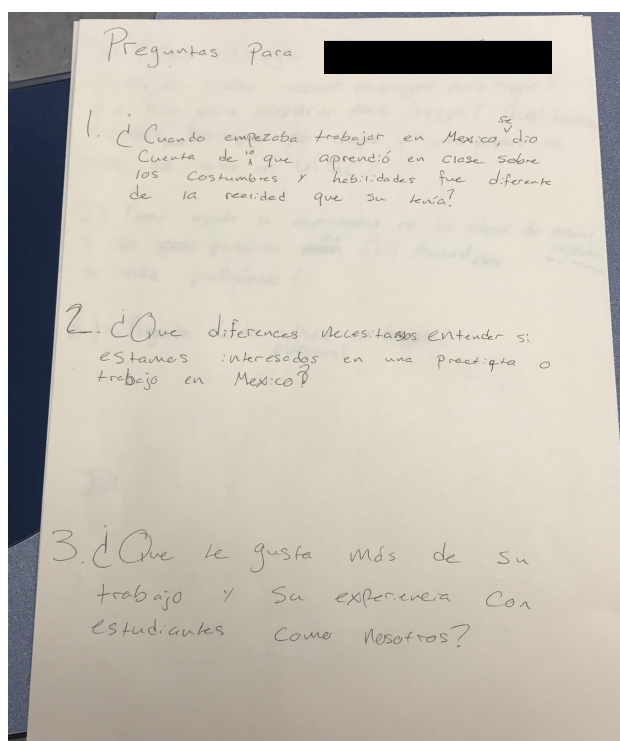 Preguntas Para
1. ¿Cuando empezaba trabajar en Mexico, se dio
Cuenta de lo que aprendió en clase sobre
los Costumbres y habilidades fue diferente
de la realidad que su tenía?
2. ¿Que diferences necesitamos entender si
estamos interesados en una practiqta o
trabajo en Mexico?
3. ¿Que le gusta más de su
trabajo y su experiencia con
estudiantes como nosotros?